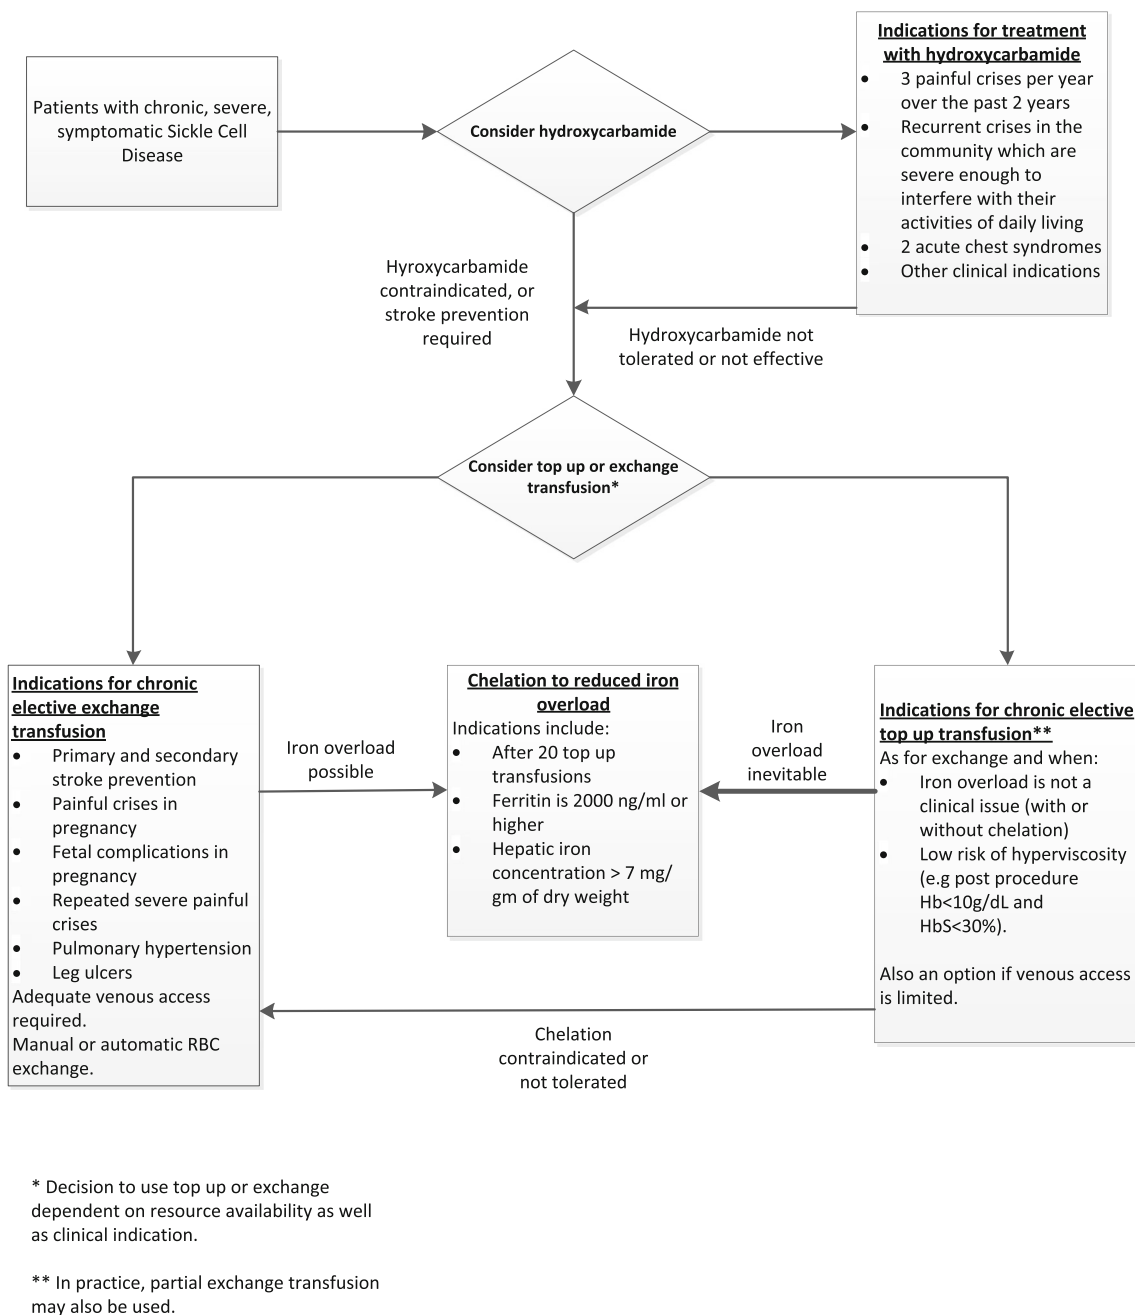 Patients with chronic, severe,
symptomatic Sickle Cell
Disease
Consider hydroxycarbamide
Indications for treatment
with hydroxycarbamide
• 3 painful crises per year
over the past 2 years
• Recurrent crises in the
community which are
severe enough to
interfere with their
activities of daily living
• 2 acute chest syndromes
• Other clinical indications
Hyroxycarbamide
contraindicated, or
stroke prevention
required
Hydroxycarbamide not
tolerated or not effective
Consider top up or exchange
transfusion*
Indications for chronic
elective exchange
transfusion
• Primary and secondary
stroke prevention
• Painful crises in
pregnancy
• Fetal complications in
pregnancy
• Repeated severe painful
crises
• Pulmonary hypertension
• Leg ulcers
Adequate venous access
required.
Manual or automatic RBC
exchange.
Iron overload
possible
Chelation to reduced iron
overload
Indications include:
• After 20 top up
transfusions
• Ferritin is 2000 ng/ml or
higher
• Hepatic iron
concentration > 7 mg/
gm of dry weight
Iron
overload
inevitable
Indications for chronic elective
top up transfusion**
As for exchange and when:
• Iron overload is not a
clinical issue (with or
without chelation)
• Low risk of hyperviscosity
(e.g post procedure
Hb<10g/dL and
HbS<30%).
Also an option if venous access
is limited.
Chelation
contraindicated or
not tolerated
* Decision to use top up or exchange
dependent on resource availability as well
as clinical indication.
** In practice, partial exchange transfusion
may also be used.